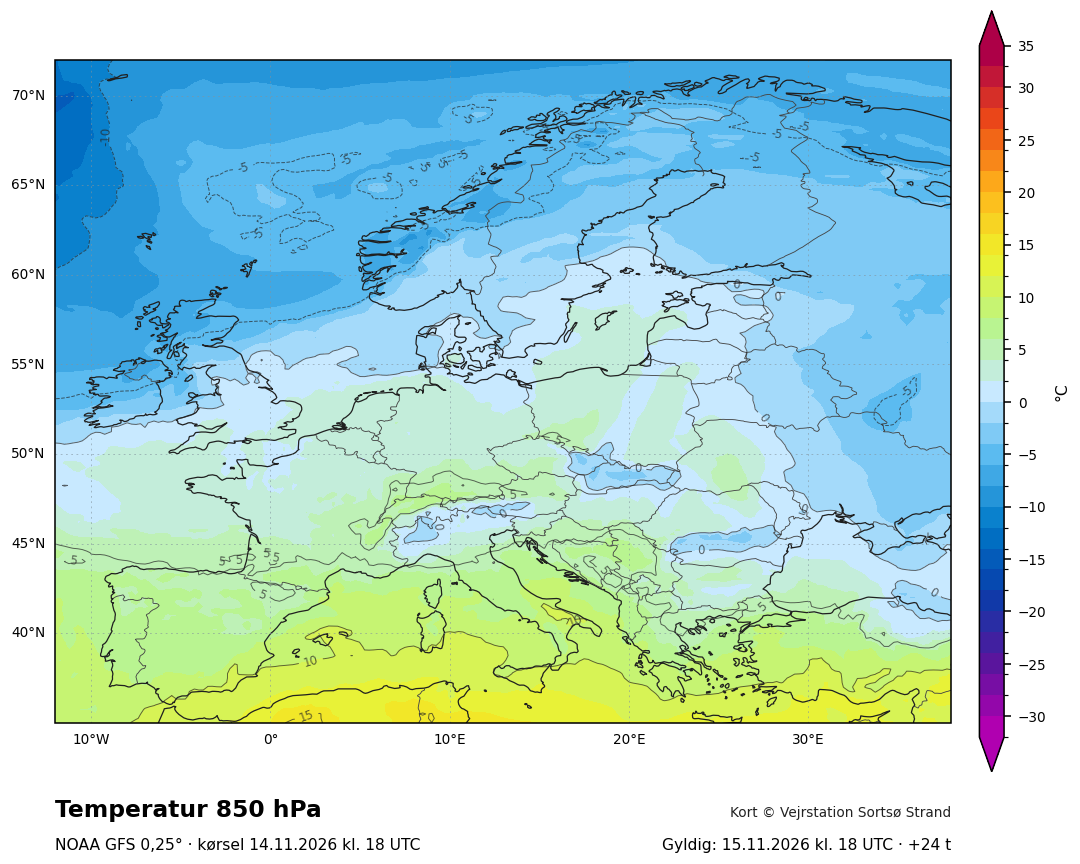 70°N
65°N
60°N
55°N
50°N
45°N
40°N
10°W 0° 10°E 20°E 30°E
35
30
25
20
15
10
5
0
−5
−10
−15
−20
−25
−30
°C
Temperatur 850 hPa
Kort © Vejrstation Sortsø Strand
NOAA GFS 0,25° · kørsel 14.11.2026 kl. 18 UTC
Gyldig: 15.11.2026 kl. 18 UTC · +24 t